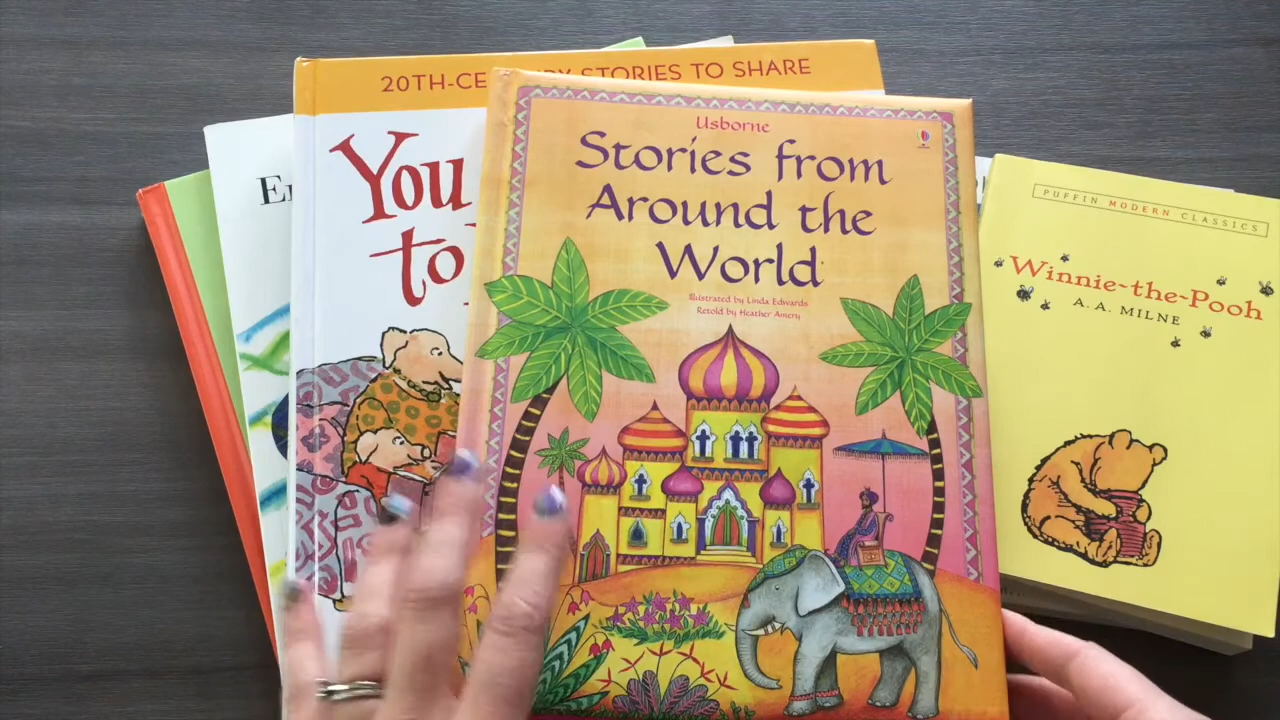 20TH-CE RY STORIES TO SHARE
You
to
Usborne
Stories from
Around the
World
Illustrated by Linda Edwards
Retold by Heather Amery
PUFFIN MODERN CLASSICS
Winnie-the-Pooh
A. A. MILNE